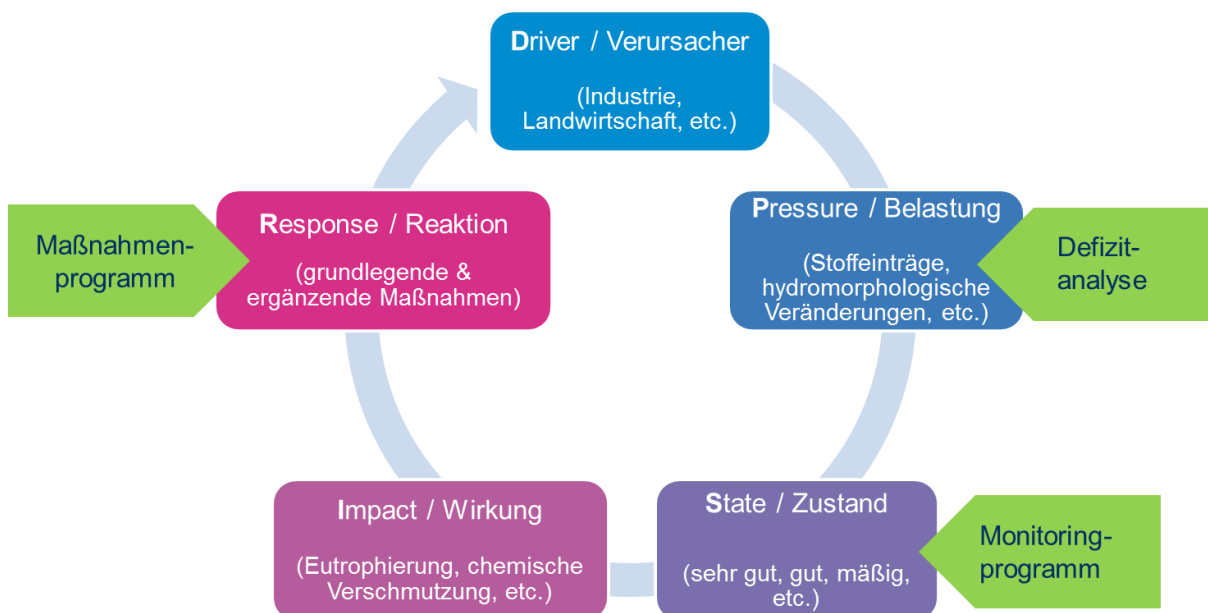 Driver / Verursacher
(Industrie,
Landwirtschaft, etc.)
Pressure / Belastung
(Stoffeinträge,
hydromorphologische
Veränderungen, etc.)
Defizit-
analyse
State / Zustand
(sehr gut, gut, mäßig,
etc.)
Monitoring-
programm
Impact / Wirkung
(Eutrophierung, chemische
Verschmutzung, etc.)
Response / Reaktion
(grundlegende &
ergänzende Maßnahmen)
Maßnahmen-
programm